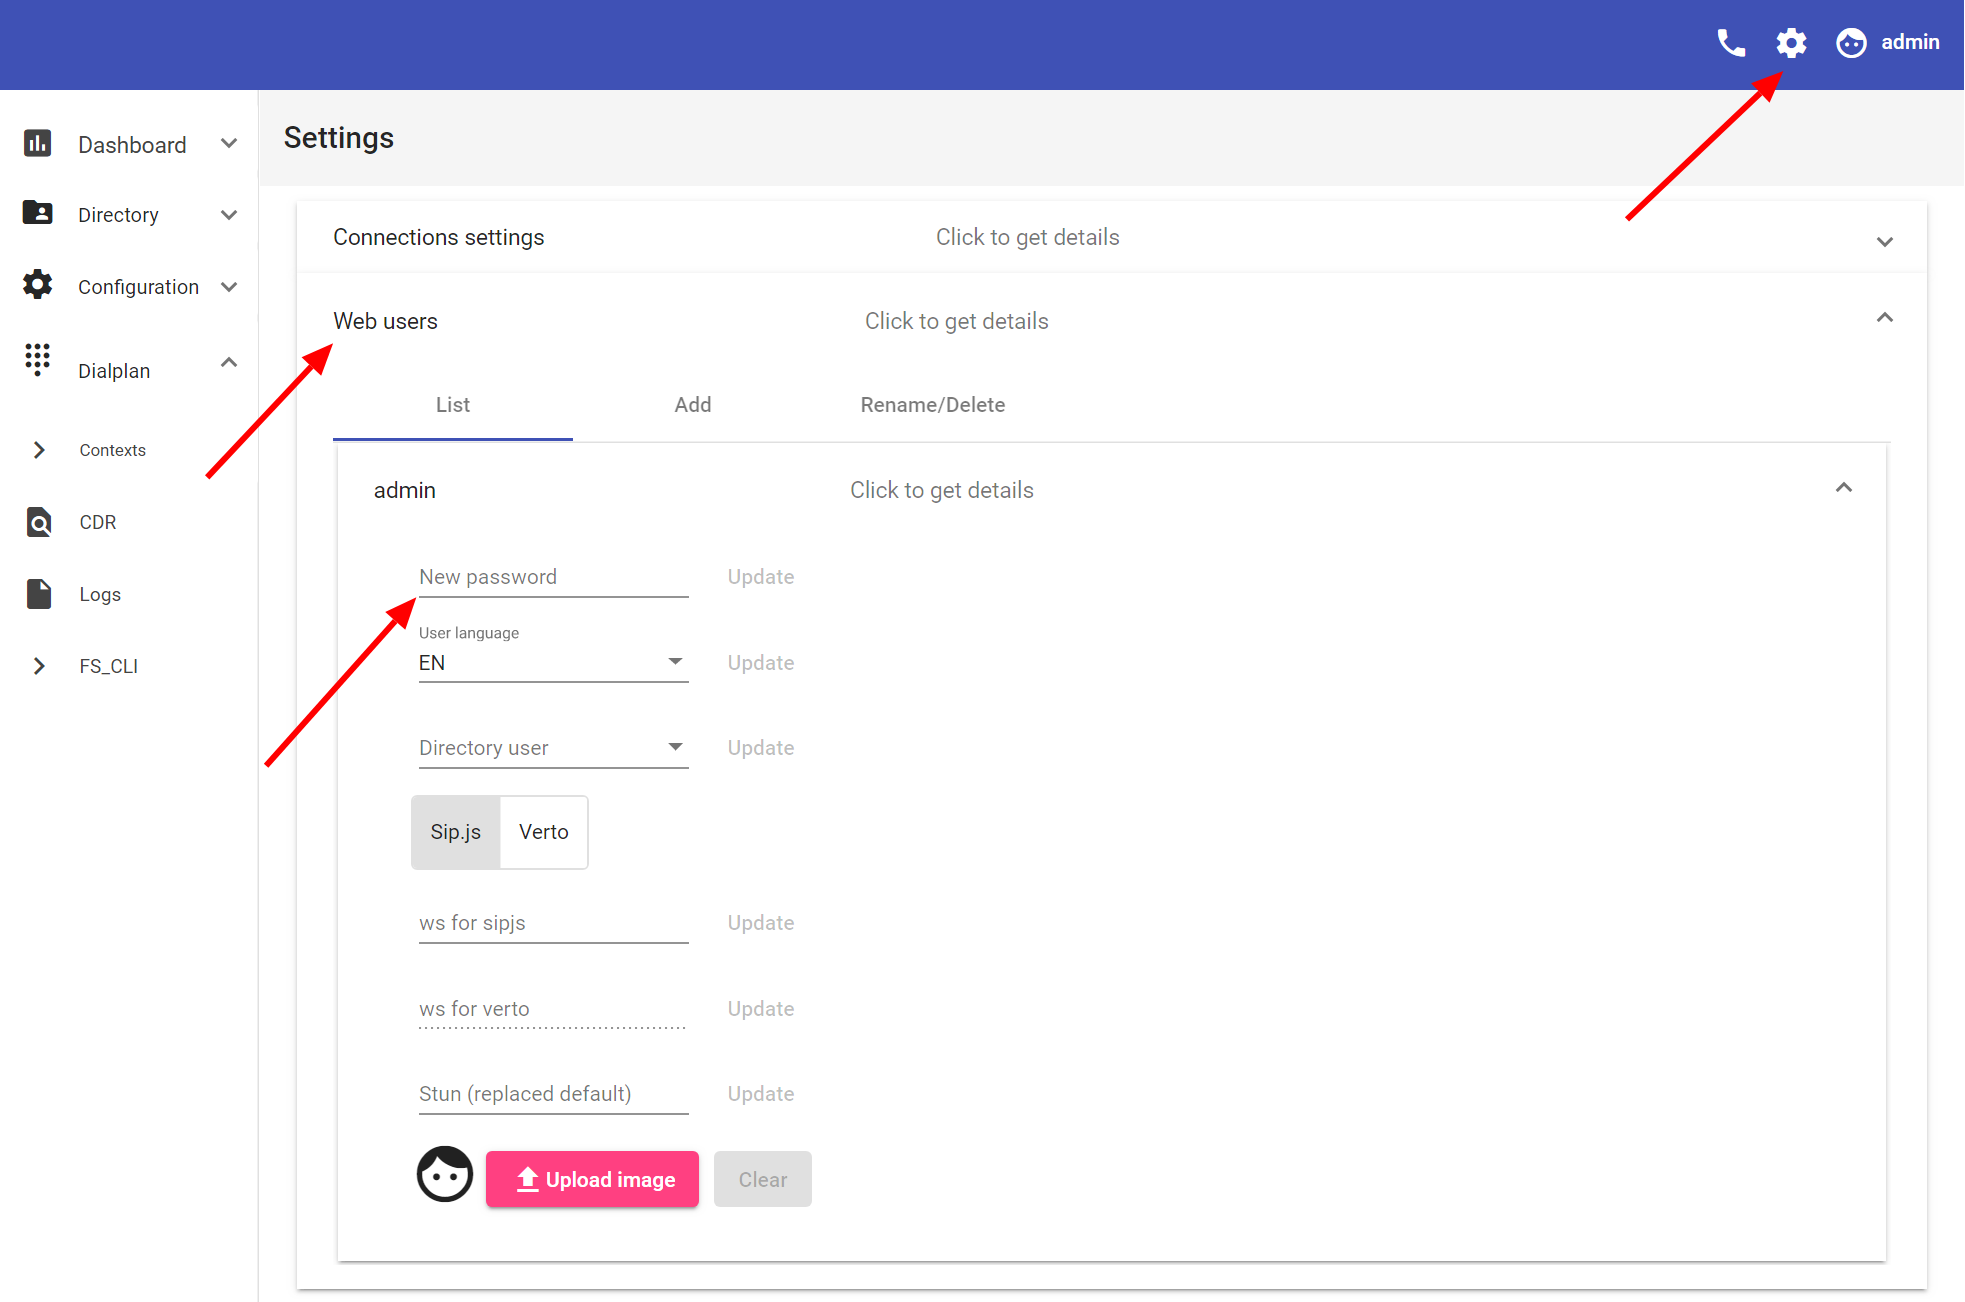 admin
Dashboard
Directory
Configuration
Dialplan
Contexts
CDR
Logs
FS_CLI
Settings
Connections settings Click to get details
Web users Click to get details
List Add Rename/Delete
admin Click to get details
New password Update
User language
EN Update
Directory user Update
Sip.js Verto
ws for sipjs Update
ws for verto Update
Stun (replaced default) Update
Upload image Clear